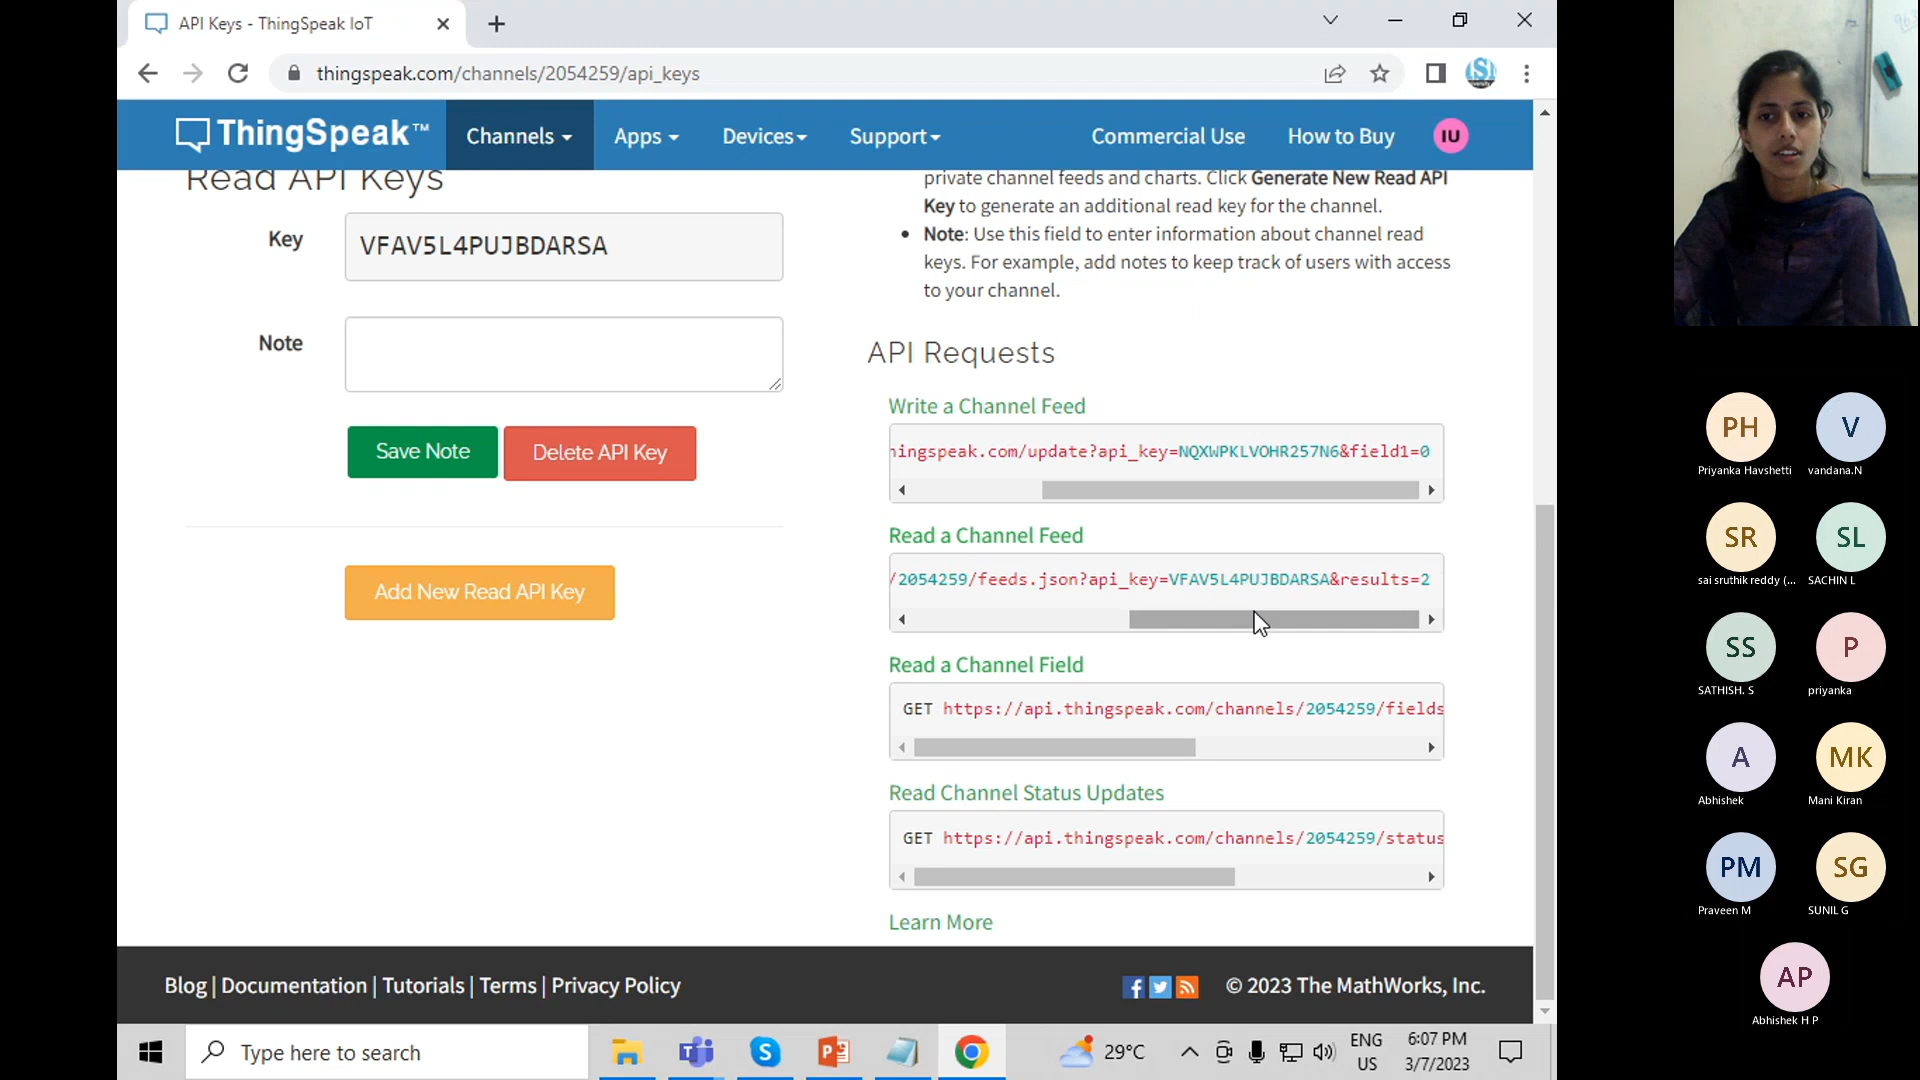 API Keys - ThingSpeak IoT
thingspeak.com/channels/2054259/api_keys
ThingSpeak™
Channels
Apps
Devices
Support
Commercial Use
How to Buy
IU
Read API Keys
Key
VFAV5L4PUJBDARSA
Note
Save Note
Delete API Key
Add New Read API Key
private channel feeds and charts. Click Generate New Read API
Key to generate an additional read key for the channel.
Note: Use this field to enter information about channel read
keys. For example, add notes to keep track of users with access
to your channel.
API Requests
Write a Channel Feed
hingspeak.com/update?api_key=NQXWPKLVOHR257N6&field1=0
Read a Channel Feed
/2054259/feeds.json?api_key=VFAV5L4PUJBDARSA&results=2
Read a Channel Field
GET https://api.thingspeak.com/channels/2054259/fields
Read Channel Status Updates
GET https://api.thingspeak.com/channels/2054259/status
Learn More
Blog | Documentation | Tutorials | Terms | Privacy Policy
© 2023 The MathWorks, Inc.
Type here to search
29°C
ENG
US
6:07 PM
3/7/2023
PH
Priyanka Havshetti
V
vandana.N
SR
sai sruthik reddy (...
SL
SACHIN L
SS
SATHISH. S
P
priyanka
A
Abhishek
MK
Mani Kiran
PM
Praveen M
SG
SUNIL G
AP
Abhishek H P